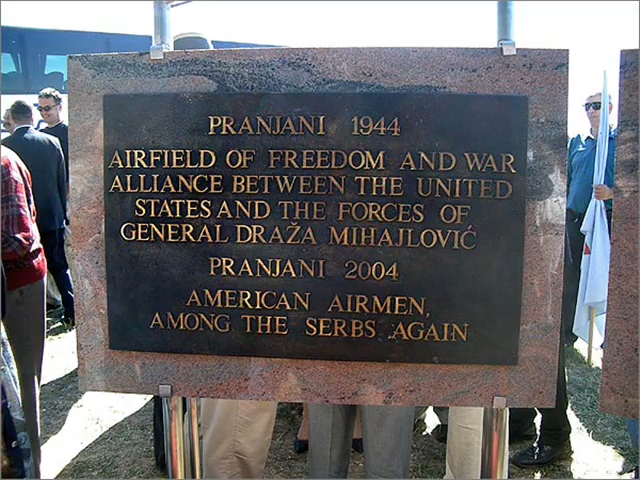 PRANJANI 1944
AIRFIELD OF FREEDOM AND WAR
ALLIANCE BETWEEN THE UNITED
STATES AND THE FORCES OF
GENERAL DRAŽA MIHAJLOVIĆ
PRANJANI 2004
AMERICAN AIRMEN,
AMONG THE SERBS AGAIN